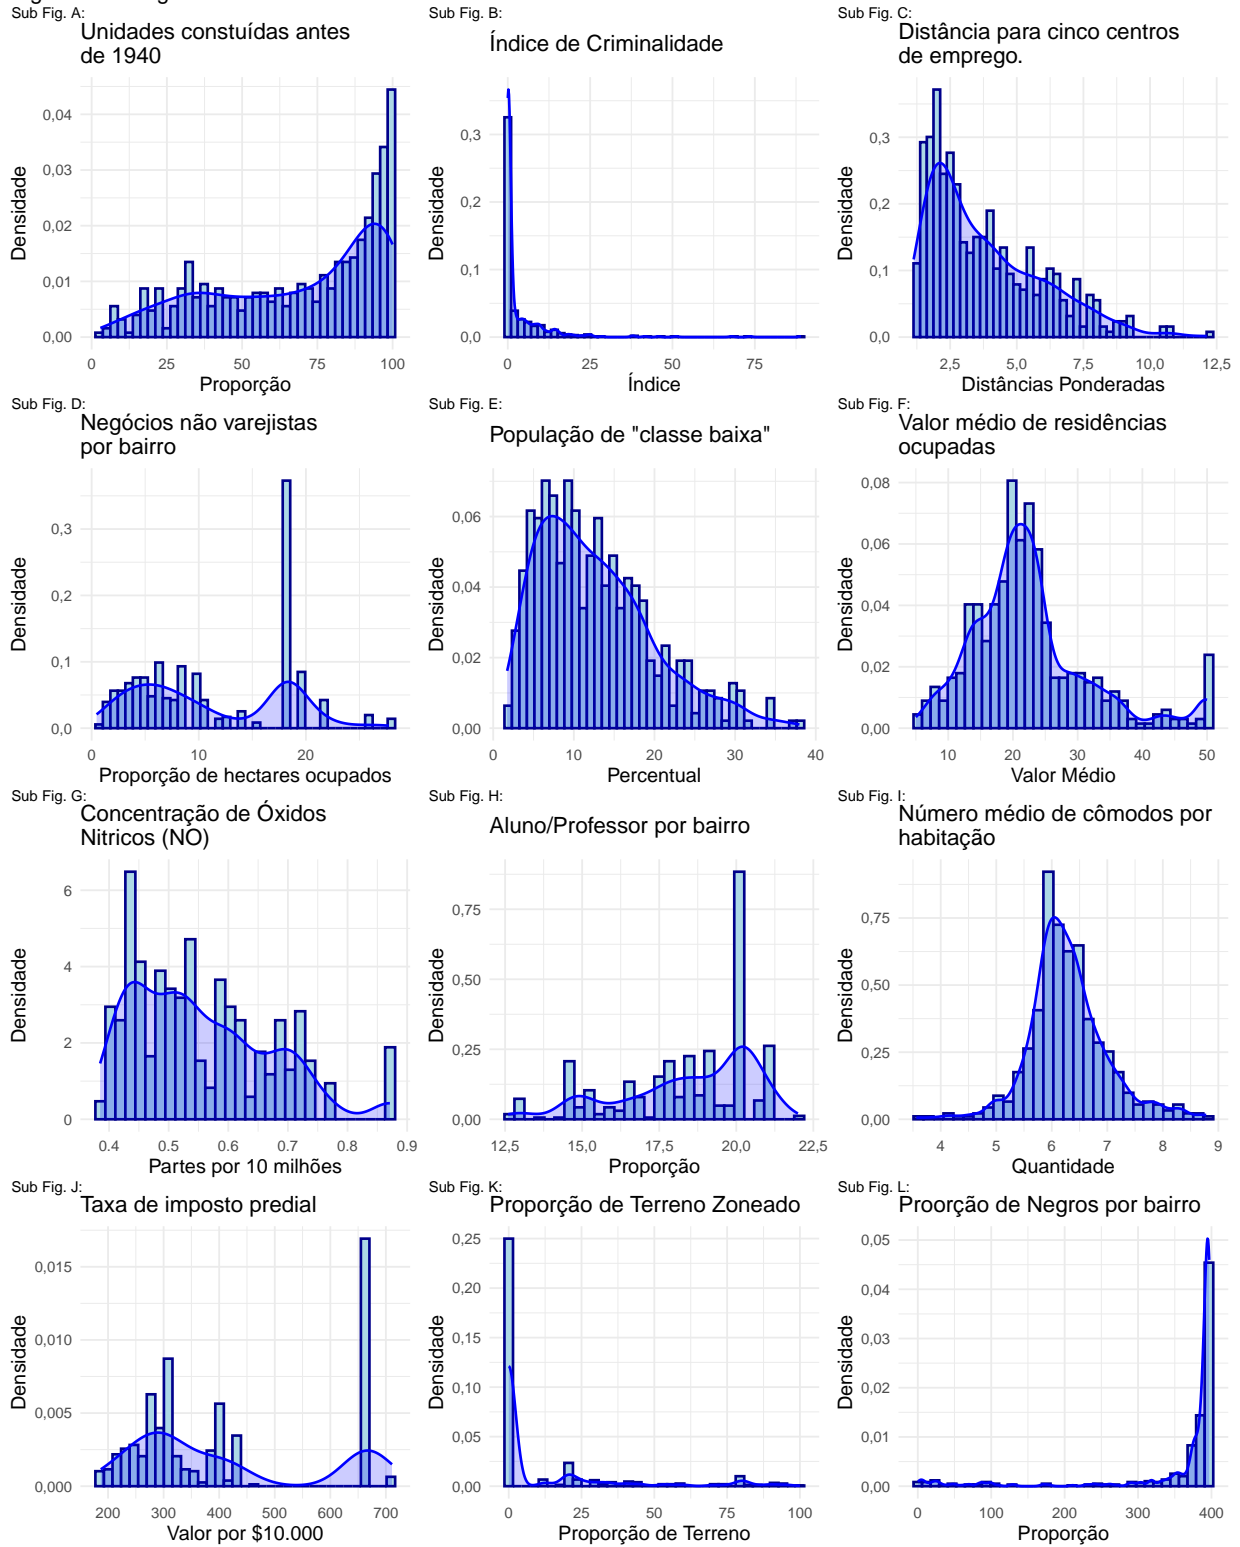 Sub Fig. A:
Unidades constuídas antes
de 1940
0,04
0,03
0,02
0,01
0,00
Densidade
0
25
50
75
100
Proporção
Sub Fig. B:
Índice de Criminalidade
0,3
0,2
0,1
0,0
Densidade
0
25
50
75
Índice
Sub Fig. C:
Distância para cinco centros
de emprego.
0,3
0,2
0,1
0,0
Densidade
2,5
5,0
7,5
10,0
12,5
Distâncias Ponderadas
Sub Fig. D:
Negócios não varejistas
por bairro
0,3
0,2
0,1
0,0
Densidade
0
10
20
Proporção de hectares ocupados
Sub Fig. E:
População de "classe baixa"
0,06
0,04
0,02
0,00
Densidade
0
10
20
30
40
Percentual
Sub Fig. F:
Valor médio de residências
ocupadas
0,08
0,06
0,04
0,02
0,00
Densidade
10
20
30
40
50
Valor Médio
Sub Fig. G:
Concentração de Óxidos
Nitricos (NO)
6
4
2
0
Densidade
0.4
0.5
0.6
0.7
0.8
0.9
Partes por 10 milhões
Sub Fig. H:
Aluno/Professor por bairro
0,75
0,50
0,25
0,00
Densidade
12,5
15,0
17,5
20,0
22,5
Proporção
Sub Fig. I:
Número médio de cômodos por
habitação
0,75
0,50
0,25
0,00
Densidade
4
5
6
7
8
9
Quantidade
Sub Fig. J:
Taxa de imposto predial
0,015
0,010
0,005
0,000
Densidade
200
300
400
500
600
700
Valor por $10.000
Sub Fig. K:
Proporção de Terreno Zoneado
0,25
0,20
0,15
0,10
0,05
0,00
Densidade
0
25
50
75
100
Proporção de Terreno
Sub Fig. L:
Proorção de Negros por bairro
0,05
0,04
0,03
0,02
0,01
0,00
Densidade
0
100
200
300
400
Proporção